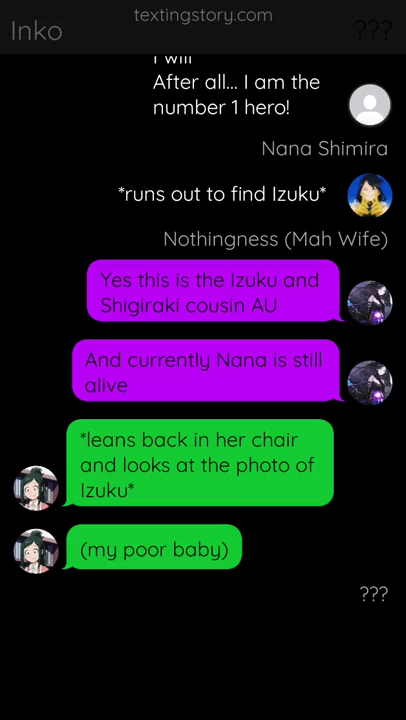 textingstory.com
Inko
???
I will
After all... I am the
number 1 hero!
Nana Shimira
*runs out to find Izuku*
Nothingness (Mah Wife)
Yes this is the Izuku and
Shigiraki cousin AU
And currently Nana is still
alive
*leans back in her chair
and looks at the photo of
Izuku*
(my poor baby)
???